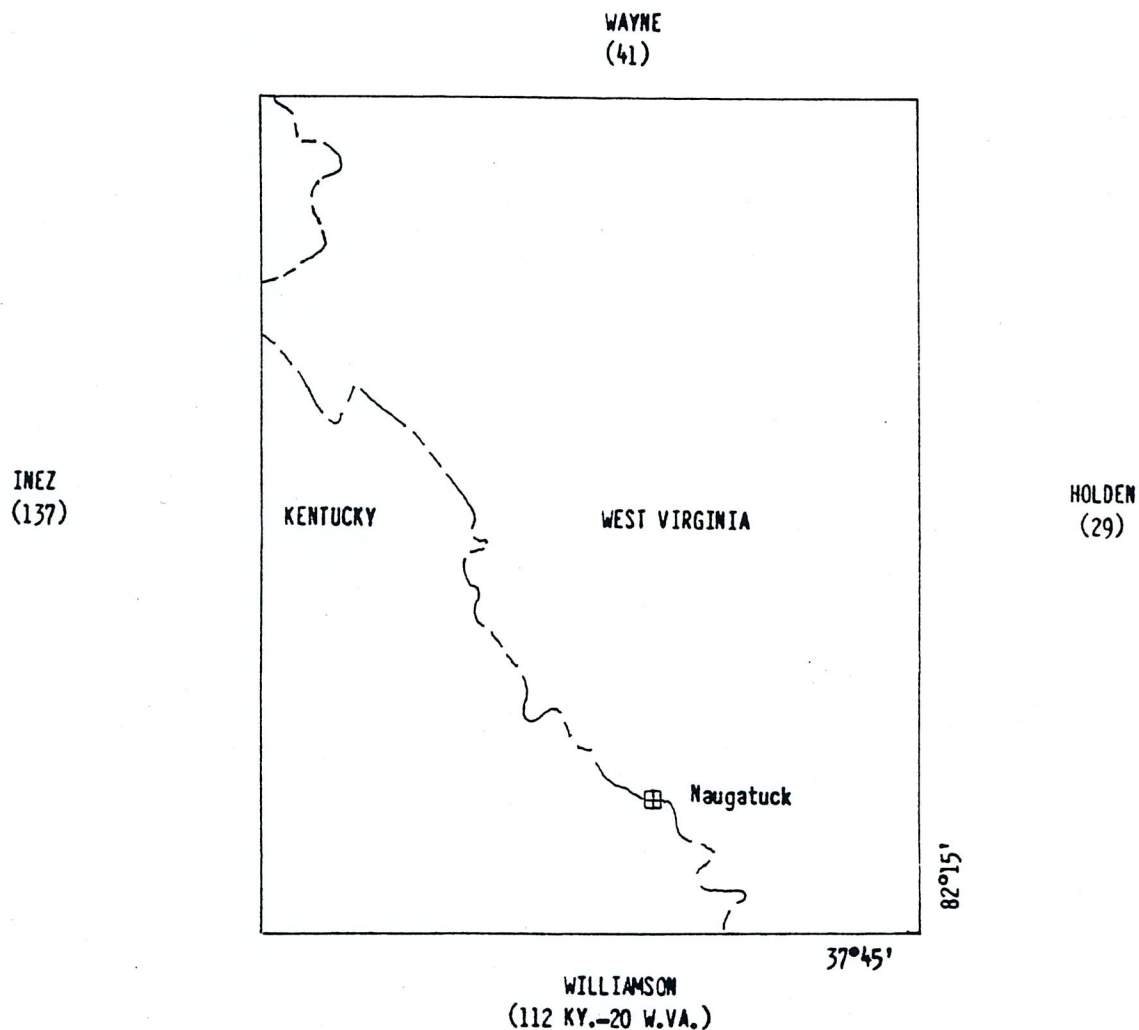 WAYNE
(41)
INEZ
(137)
KENTUCKY
WEST VIRGINIA
HOLDEN
(29)
Naugatuck
82°15'
37°45'
WILLIAMSON
(112 KY.-20 W.VA.)